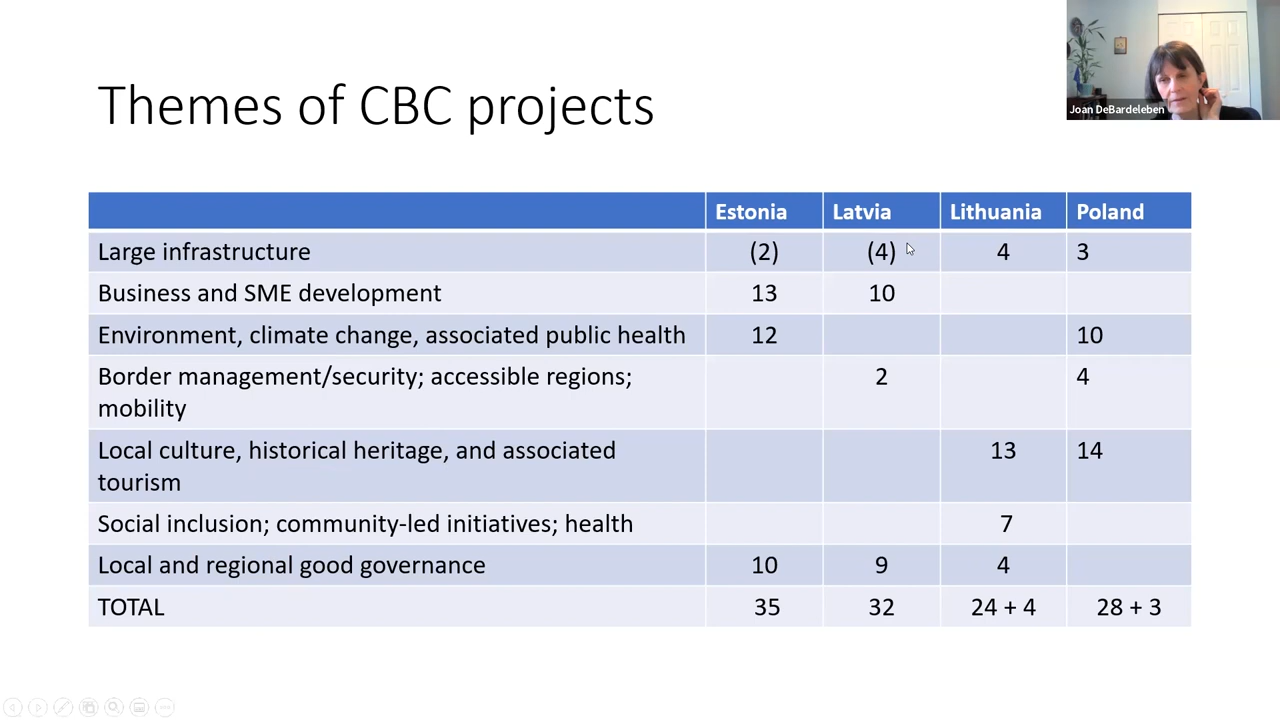 Joan DeBardeleben
Themes of CBC projects
Estonia Latvia Lithuania Poland
Large infrastructure (2) (4) 4 3
Business and SME development 13 10
Environment, climate change, associated public health 12 10
Border management/security; accessible regions; 2 4
mobility
Local culture, historical heritage, and associated 13 14
tourism
Social inclusion; community-led initiatives; health 7
Local and regional good governance 10 9 4
TOTAL 35 32 24 + 4 28 + 3